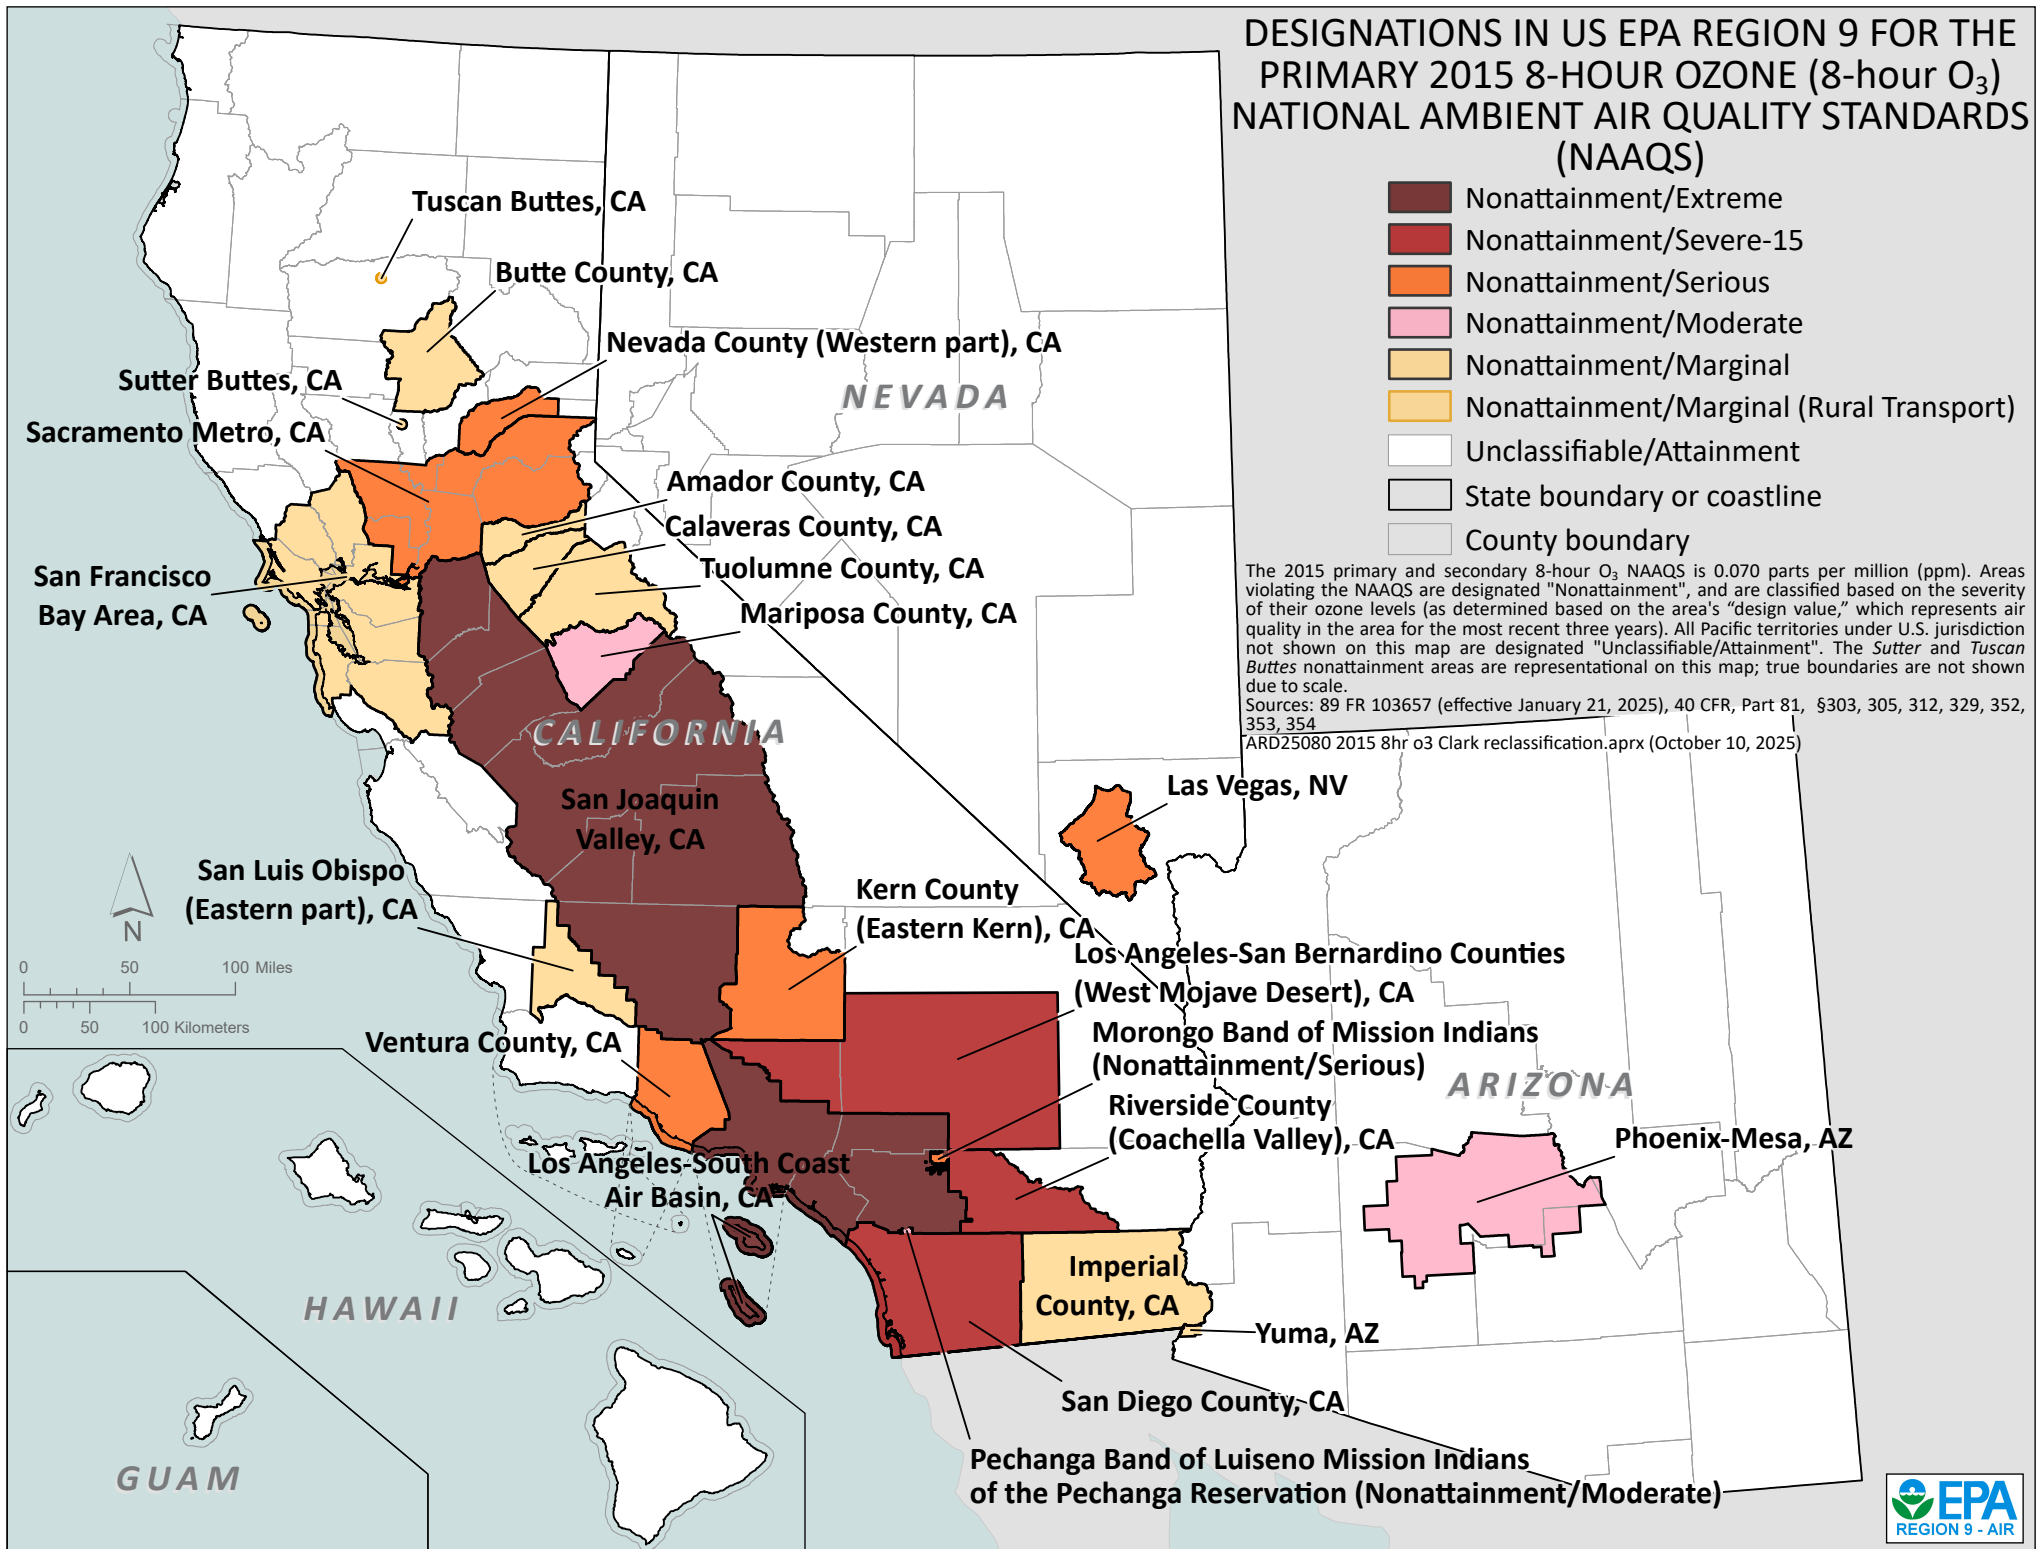 DESIGNATIONS IN US EPA REGION 9 FOR THE
PRIMARY 2015 8-HOUR OZONE (8-hour O₃)
NATIONAL AMBIENT AIR QUALITY STANDARDS
(NAAQS)
Nonattainment/Extreme
Nonattainment/Severe-15
Nonattainment/Serious
Nonattainment/Moderate
Nonattainment/Marginal
Nonattainment/Marginal (Rural Transport)
Unclassifiable/Attainment
State boundary or coastline
County boundary
The 2015 primary and secondary 8-hour O₃ NAAQS is 0.070 parts per million (ppm). Areas
violating the NAAQS are designated "Nonattainment", and are classified based on the severity
of their ozone levels (as determined based on the area's “design value,” which represents air
quality in the area for the most recent three years). All Pacific territories under U.S. jurisdiction
not shown on this map are designated "Unclassifiable/Attainment". The Sutter and Tuscan
Buttes nonattainment areas are representational on this map; true boundaries are not shown
due to scale.
Sources: 89 FR 103657 (effective January 21, 2025), 40 CFR, Part 81, §303, 305, 312, 329, 352,
353, 354
ARD25080 2015 8hr o3 Clark reclassification.aprx (October 10, 2025)
Tuscan Buttes, CA
Butte County, CA
Nevada County (Western part), CA
Sutter Buttes, CA
NEVADA
Sacramento Metro, CA
Amador County, CA
Calaveras County, CA
Tuolumne County, CA
San Francisco
Bay Area, CA
Mariposa County, CA
CALIFORNIA
San Joaquin
Valley, CA
Las Vegas, NV
San Luis Obispo
(Eastern part), CA
Kern County
(Eastern Kern), CA
N
0 50 100 Miles
0 50 100 Kilometers
Los Angeles-San Bernardino Counties
(West Mojave Desert), CA
Ventura County, CA
Morongo Band of Mission Indians
(Nonattainment/Serious)
ARIZONA
Riverside County
(Coachella Valley), CA
Phoenix-Mesa, AZ
Los Angeles-South Coast
Air Basin, CA
Imperial
County, CA
HAWAII
Yuma, AZ
San Diego County, CA
Pechanga Band of Luiseno Mission Indians
of the Pechanga Reservation (Nonattainment/Moderate)
GUAM
EPA
REGION 9 - AIR